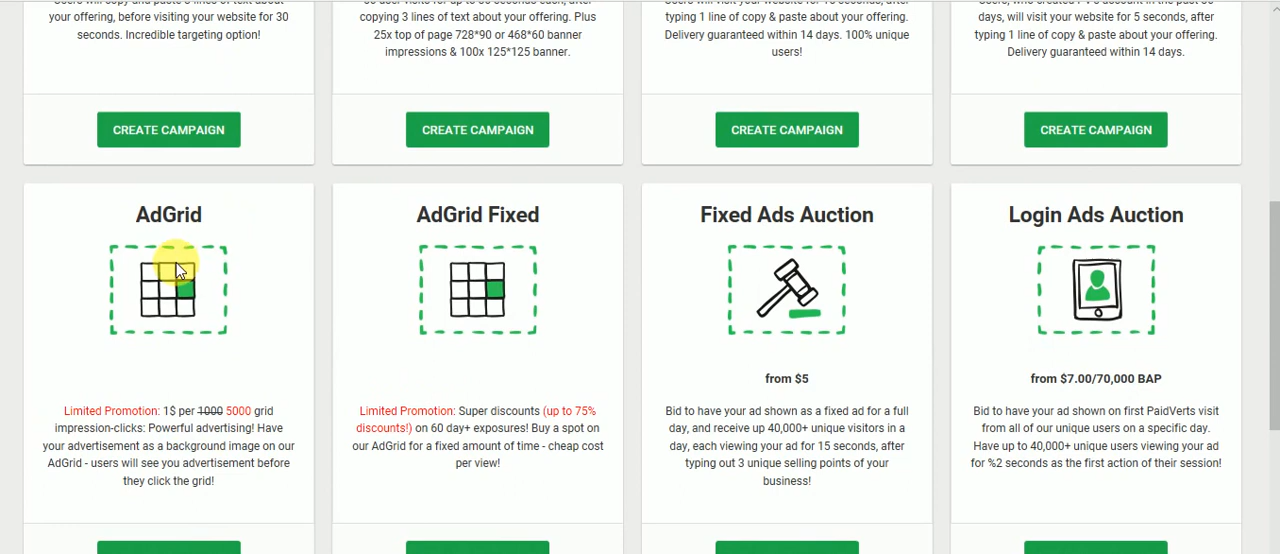 about your offering, before visiting your website for 30
seconds. Incredible targeting option!
copying 3 lines of text about your offering. Plus
25x top of page 728*90 or 468*60 banner
impressions & 100x 125*125 banner.
typing 1 line of copy & paste about your offering.
Delivery guaranteed within 14 days. 100% unique
users!
days, will visit your website for 5 seconds, after
typing 1 line of copy & paste about your offering.
Delivery guaranteed within 14 days.
CREATE CAMPAIGN
CREATE CAMPAIGN
CREATE CAMPAIGN
CREATE CAMPAIGN
AdGrid
Limited Promotion: 1$ per 1000 5000 grid
impression-clicks: Powerful advertising! Have
your advertisement as a background image on our
AdGrid - users will see you advertisement before
they click the grid!
AdGrid Fixed
Limited Promotion: Super discounts (up to 75%
discounts!) on 60 day+ exposures! Buy a spot on
our AdGrid for a fixed amount of time - cheap cost
per view!
Fixed Ads Auction
from $5
Bid to have your ad shown as a fixed ad for a full
day, and receive up 40,000+ unique visitors in a
day, each viewing your ad for 15 seconds, after
typing out 3 unique selling points of your
business!
Login Ads Auction
from $7.00/70,000 BAP
Bid to have your ad shown on first PaidVerts visit
from all of our unique users on a specific day.
Have up to 40,000+ unique users viewing your ad
for %2 seconds as the first action of their session!